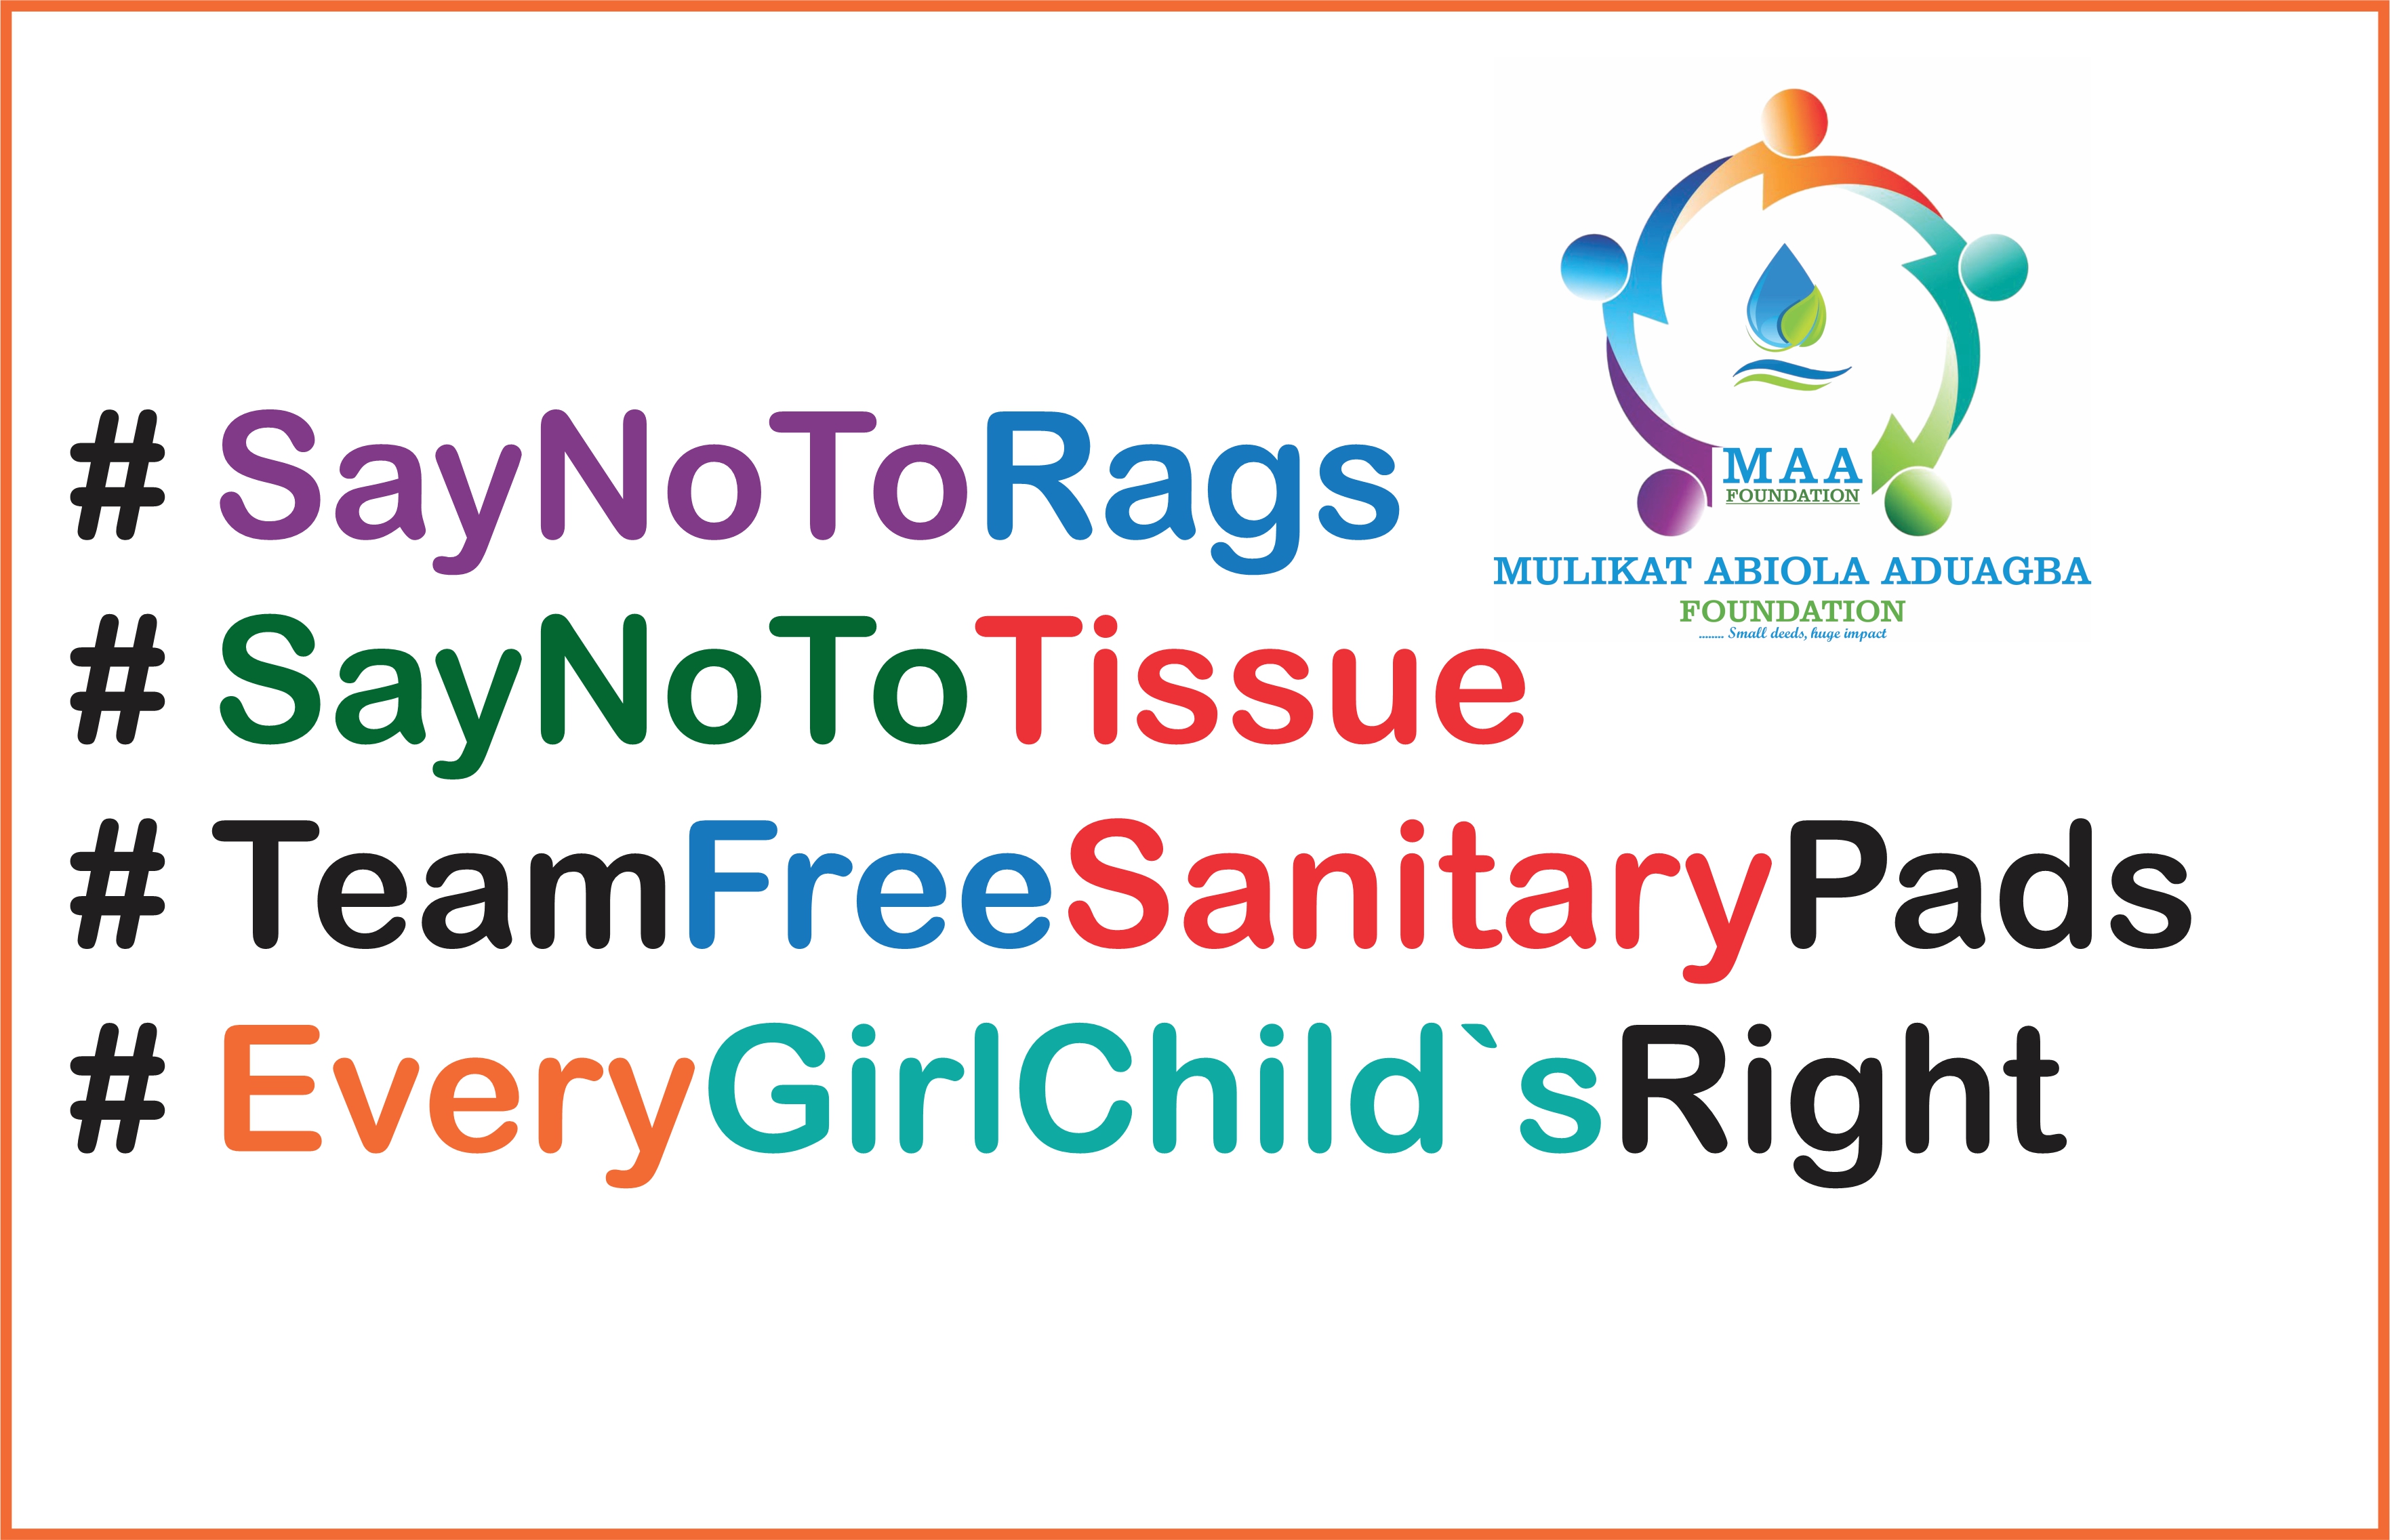 MAA
FOUNDATION
MULIKAT ABIOLA ADUAGBA
FOUNDATION
........ Small deeds, huge impact
# SayNoToRags
# SayNoToTissue
# TeamFreeSanitaryPads
# EveryGirlChild`sRight